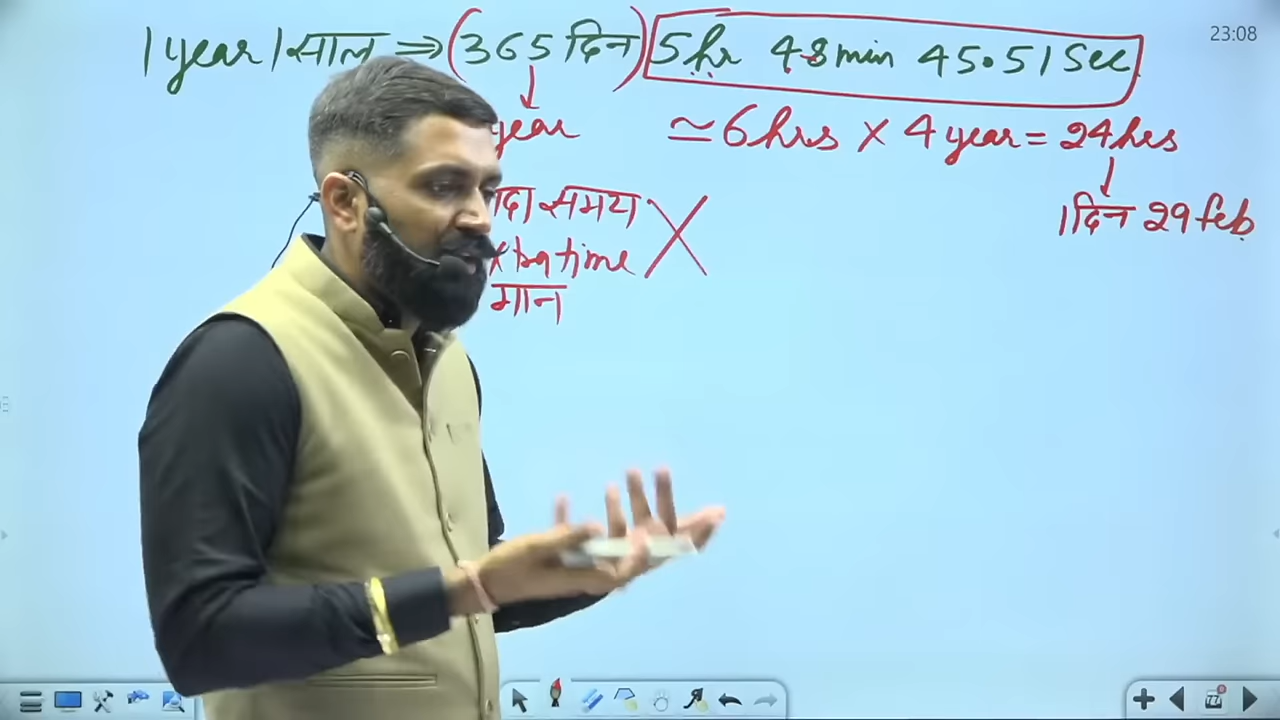 1 year 1 साल ⇒ (365 दिन) 5 hr 48 min 45.51 Sec
23:08
year ≃ 6 hrs × 4 year = 24 hrs
समय
1 दिन 29 feb.
time
मान